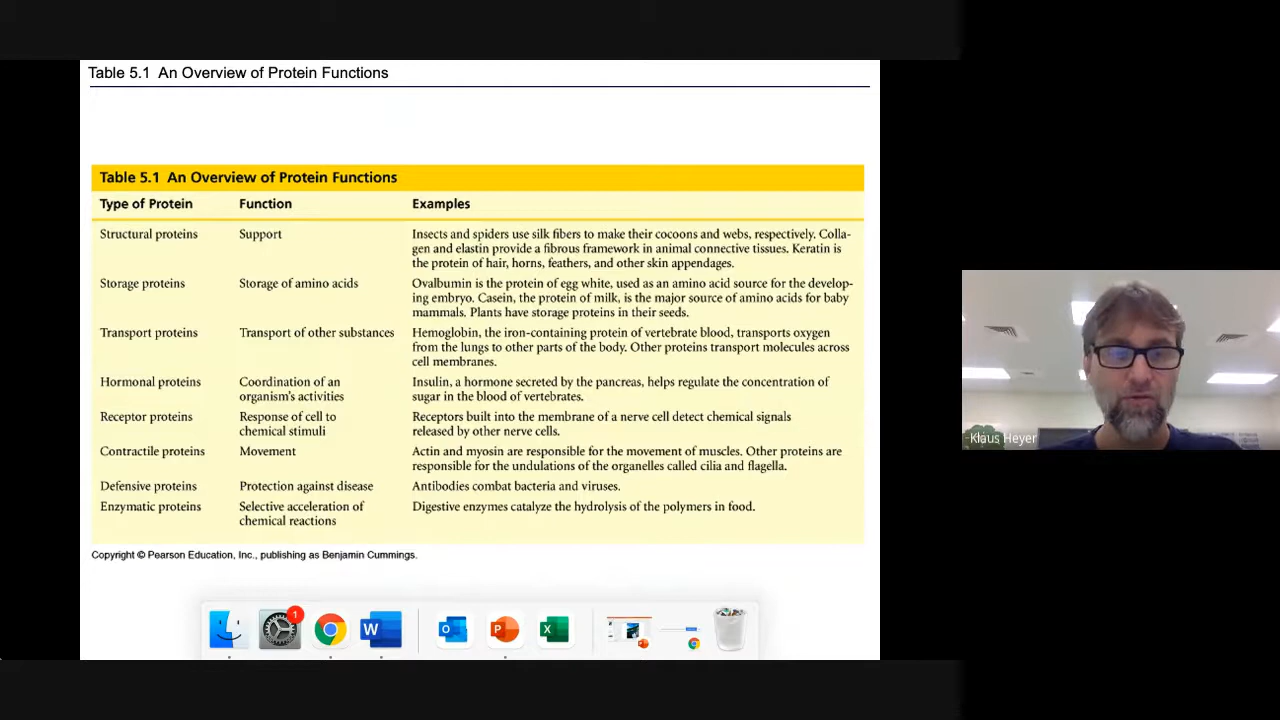 Table 5.1 An Overview of Protein Functions
Table 5.1 An Overview of Protein Functions
Type of Protein Function Examples
Structural proteins Support Insects and spiders use silk fibers to make their cocoons and webs, respectively. Colla-
gen and elastin provide a fibrous framework in animal connective tissues. Keratin is
the protein of hair, horns, feathers, and other skin appendages.
Storage proteins Storage of amino acids Ovalbumin is the protein of egg white, used as an amino acid source for the develop-
ing embryo. Casein, the protein of milk, is the major source of amino acids for baby
mammals. Plants have storage proteins in their seeds.
Transport proteins Transport of other substances Hemoglobin, the iron-containing protein of vertebrate blood, transports oxygen
from the lungs to other parts of the body. Other proteins transport molecules across
cell membranes.
Hormonal proteins Coordination of an Insulin, a hormone secreted by the pancreas, helps regulate the concentration of
organism's activities sugar in the blood of vertebrates.
Receptor proteins Response of cell to Receptors built into the membrane of a nerve cell detect chemical signals
chemical stimuli released by other nerve cells.
Contractile proteins Movement Actin and myosin are responsible for the movement of muscles. Other proteins are
responsible for the undulations of the organelles called cilia and flagella.
Defensive proteins Protection against disease Antibodies combat bacteria and viruses.
Enzymatic proteins Selective acceleration of Digestive enzymes catalyze the hydrolysis of the polymers in food.
chemical reactions
Copyright © Pearson Education, Inc., publishing as Benjamin Cummings.
Klaus Heyer
1
W
O
P
X